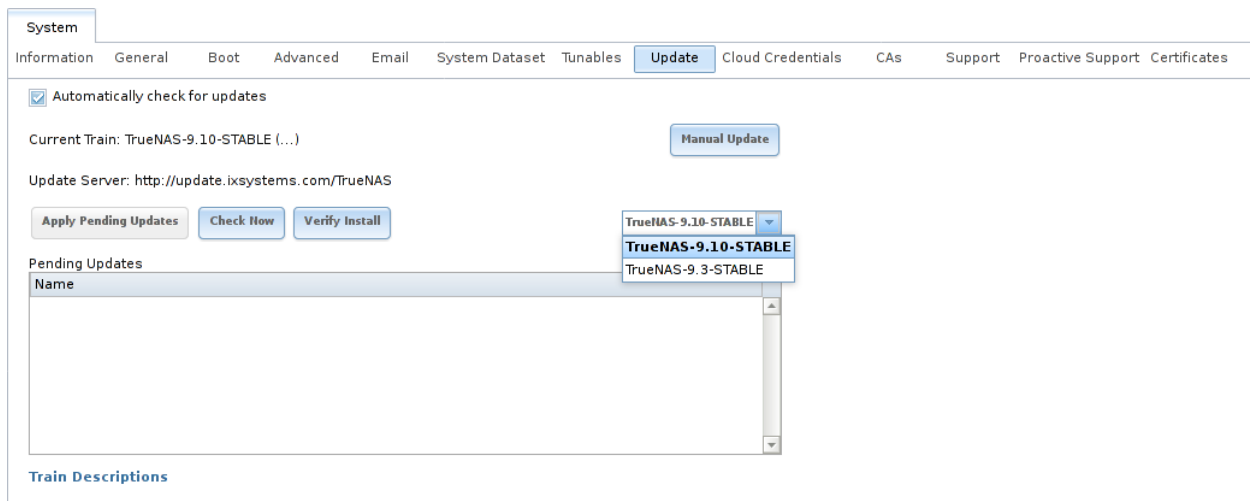 System
Information General Boot Advanced Email System Dataset Tunables Update Cloud Credentials CAs Support Proactive Support Certificates
Automatically check for updates
Current Train: TrueNAS-9.10-STABLE (...)
Manual Update
Update Server: http://update.ixsystems.com/TrueNAS
Apply Pending Updates Check Now Verify Install TrueNAS-9.10-STABLE
TrueNAS-9.10-STABLE
TrueNAS-9.3-STABLE
Pending Updates
Name
Train Descriptions